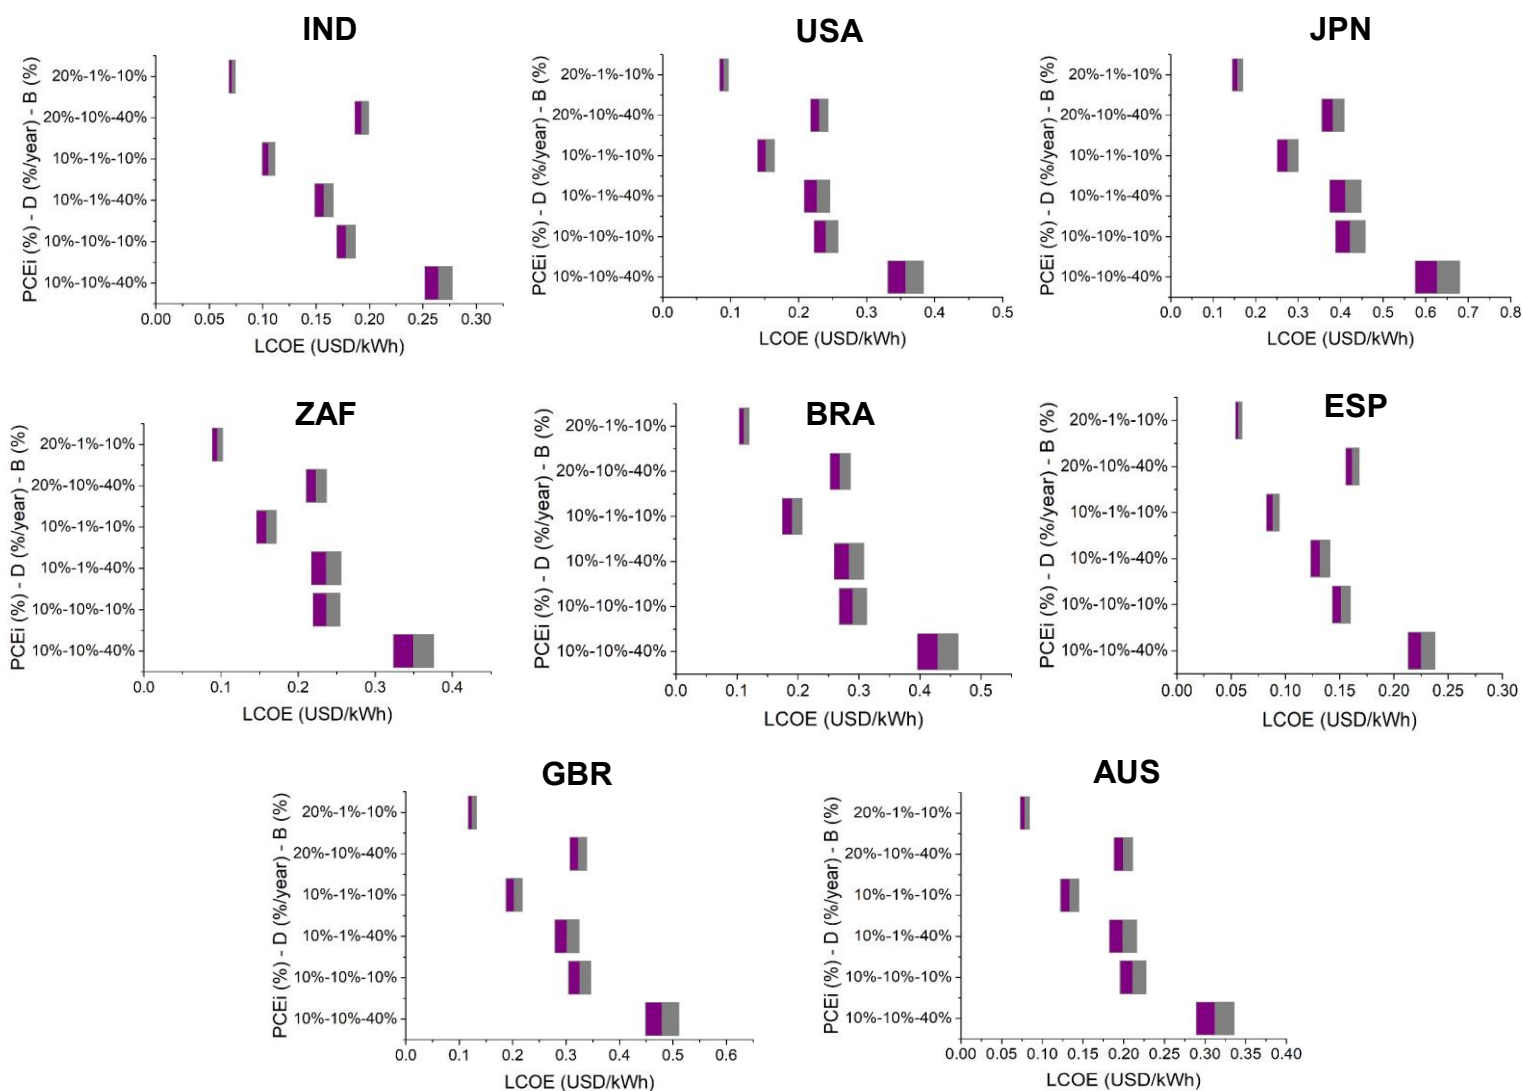 IND
PCEi (%) - D (%/year) - B (%)
20%-1%-10%
20%-10%-40%
10%-1%-10%
10%-1%-40%
10%-10%-10%
10%-10%-40%
0.00 0.05 0.10 0.15 0.20 0.25 0.30
LCOE (USD/kWh)
USA
PCEi (%) - D (%/year) - B (%)
20%-1%-10%
20%-10%-40%
10%-1%-10%
10%-1%-40%
10%-10%-10%
10%-10%-40%
0.0 0.1 0.2 0.3 0.4 0.5
LCOE (USD/kWh)
JPN
PCEi (%) - D (%/year) - B (%)
20%-1%-10%
20%-10%-40%
10%-1%-10%
10%-1%-40%
10%-10%-10%
10%-10%-40%
0.0 0.1 0.2 0.3 0.4 0.5 0.6 0.7 0.8
LCOE (USD/kWh)
ZAF
PCEi (%) - D (%/year) - B (%)
20%-1%-10%
20%-10%-40%
10%-1%-10%
10%-1%-40%
10%-10%-10%
10%-10%-40%
0.0 0.1 0.2 0.3 0.4
LCOE (USD/kWh)
BRA
PCEi (%) - D (%/year) - B (%)
20%-1%-10%
20%-10%-40%
10%-1%-10%
10%-1%-40%
10%-10%-10%
10%-10%-40%
0.0 0.1 0.2 0.3 0.4 0.5
LCOE (USD/kWh)
ESP
PCEi (%) - D (%/year) - B (%)
20%-1%-10%
20%-10%-40%
10%-1%-10%
10%-1%-40%
10%-10%-10%
10%-10%-40%
0.00 0.05 0.10 0.15 0.20 0.25 0.30
LCOE (USD/kWh)
GBR
PCEi (%) - D (%/year) - B (%)
20%-1%-10%
20%-10%-40%
10%-1%-10%
10%-1%-40%
10%-10%-10%
10%-10%-40%
0.0 0.1 0.2 0.3 0.4 0.5 0.6
LCOE (USD/kWh)
AUS
PCEi (%) - D (%/year) - B (%)
20%-1%-10%
20%-10%-40%
10%-1%-10%
10%-1%-40%
10%-10%-10%
10%-10%-40%
0.00 0.05 0.10 0.15 0.20 0.25 0.30 0.35 0.40
LCOE (USD/kWh)